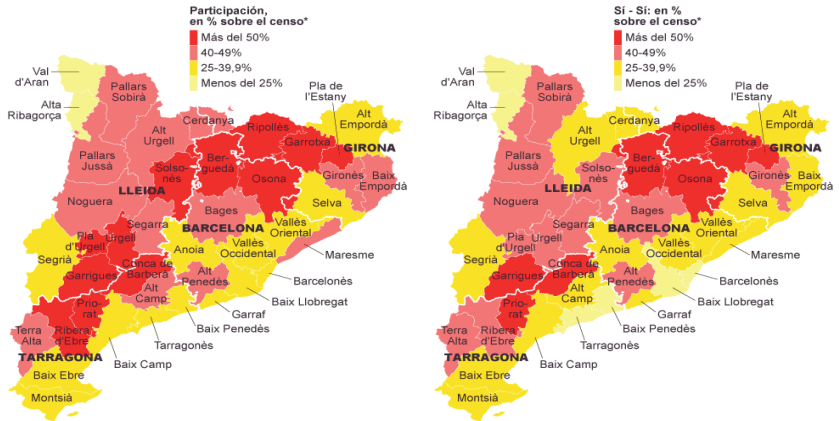 Participación,
en % sobre el censo*
Más del 50%
40-49%
25-39,9%
Menos del 25%
Val
d'Aran
Alta
Ribagorça
Pallars
Sobirà
Pallars
Jussà
Alt
Urgell
Cerdanya
Ripollès
Garrotxa
Pla de
l'Estany
Alt
Empordà
GIRONA
Gironès
Baix
Empordà
Solso-
nès
Ber-
guedà
Osona
LLEIDA
Noguera
Bages
Selva
Segarra
BARCELONA
Vallès
Oriental
Pla
d'Urgell
Urgell
Segrià
Anoia
Vallès
Occidental
Maresme
Garrigues
Conca de
Barberà
Alt
Camp
Alt
Penedès
Barcelonès
Baix Llobregat
Prio-
rat
Garraf
Terra
Alta
Ribera
d'Ebre
Baix Penedès
Tarragonès
TARRAGONA
Baix Camp
Baix Ebre
Montsià
Sí - Sí: en %
sobre el censo*
Más del 50%
40-49%
25-39,9%
Menos del 25%
Val
d'Aran
Alta
Ribagorça
Pallars
Sobirà
Pallars
Jussà
Alt
Urgell
Cerdanya
Ripollès
Garrotxa
Pla de
l'Estany
Alt
Empordà
GIRONA
Gironès
Baix
Empordà
Solso-
nès
Ber-
guedà
Osona
LLEIDA
Noguera
Bages
Selva
Segarra
BARCELONA
Vallès
Oriental
Pla
d'Urgell
Urgell
Segrià
Anoia
Vallès
Occidental
Maresme
Garrigues
Conca de
Barberà
Alt
Camp
Alt
Penedès
Barcelonès
Baix Llobregat
Prio-
rat
Garraf
Terra
Alta
Ribera
d'Ebre
Baix Penedès
Tarragonès
TARRAGONA
Baix Camp
Baix Ebre
Montsià